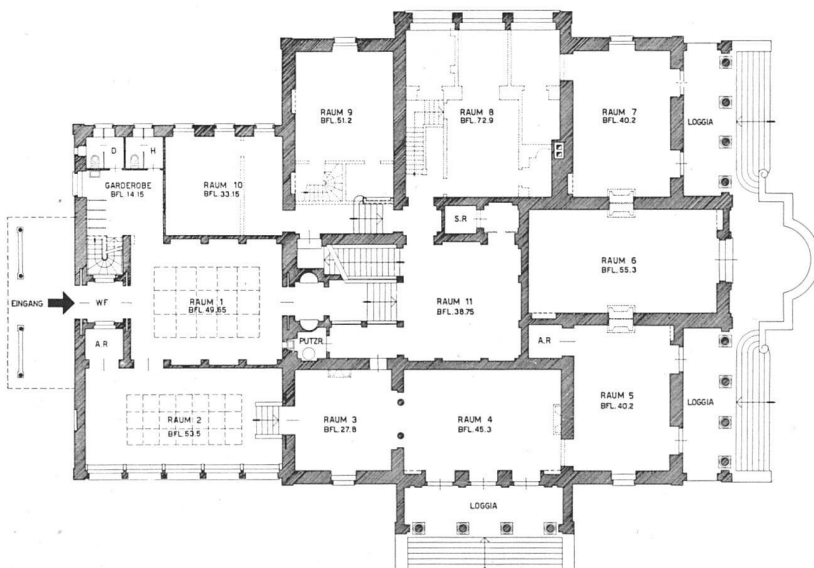 RAUM 9
BFL. 51.2
RAUM 8
BFL. 72.9
RAUM 7
BFL. 40.2
LOGGIA
D
H
GARDEROBE
BFL 14.15
RAUM 10
BFL. 33.15
S.R
RAUM 6
BFL. 55.3
EINGANG
WF
RAUM 1
BFL. 49.65
RAUM 11
BFL. 38.75
A.R
PUTZR.
A.R
RAUM 2
BFL. 53.5
RAUM 3
BFL. 27.8
RAUM 4
BFL. 45.3
RAUM 5
BFL. 40.2
LOGGIA
LOGGIA